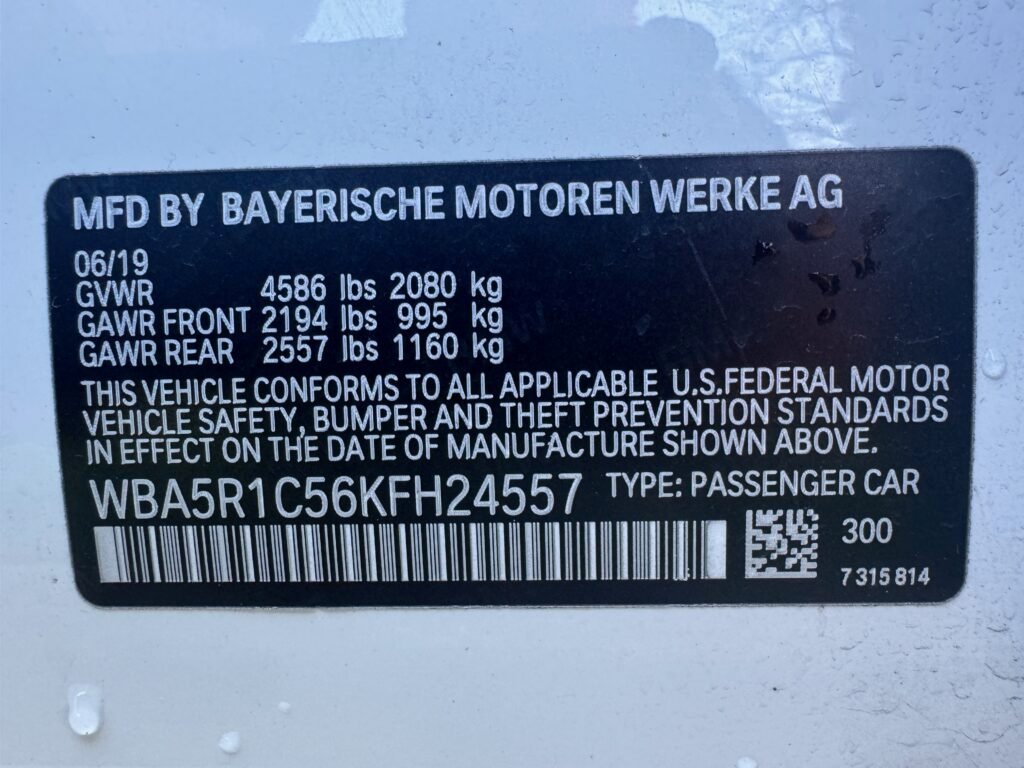 MFD BY BAYERISCHE MOTOREN WERKE AG
06/19
GVWR 4586 lbs 2080 kg
GAWR FRONT 2194 lbs 995 kg
GAWR REAR 2557 lbs 1160 kg
THIS VEHICLE CONFORMS TO ALL APPLICABLE U.S.FEDERAL MOTOR
VEHICLE SAFETY, BUMPER AND THEFT PREVENTION STANDARDS
IN EFFECT ON THE DATE OF MANUFACTURE SHOWN ABOVE.
WBA5R1C56KFH24557 TYPE: PASSENGER CAR
300
7 315 814